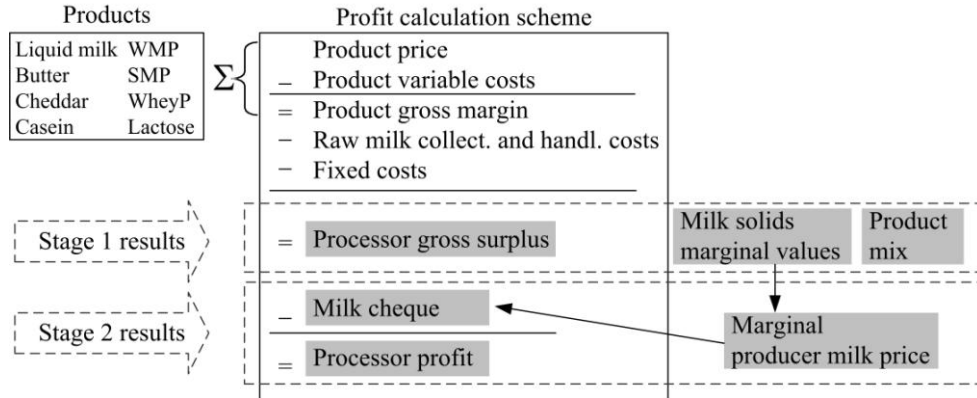 Products
Profit calculation scheme
Liquid milk WMP
Butter SMP
Cheddar WheyP
Casein Lactose
Σ
Product price
− Product variable costs
= Product gross margin
− Raw milk collect. and handl. costs
− Fixed costs
Stage 1 results
= Processor gross surplus
Milk solids
marginal values
Product
mix
Stage 2 results
− Milk cheque
= Processor profit
Marginal
producer milk price